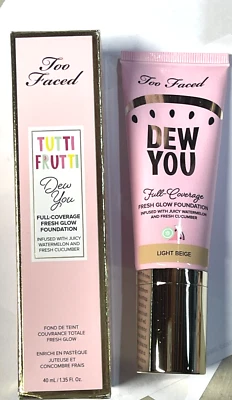 Too
Faced
TUTTI
FRUTTI
Dew
You
FULL-COVERAGE
FRESH GLOW
FOUNDATION
INFUSED WITH JUICY
WATERMELON AND
FRESH CUCUMBER
FOND DE TEINT
COUVRANCE TOTALE
FRESH GLOW
ENRICHI EN PASTÈQUE
JUTEUSE ET
CONCOMBRE FRAIS
40 mL/1.35 Fl. Oz.
Too Faced
DEW
YOU
Full-Coverage
FRESH GLOW FOUNDATION
INFUSED WITH JUICY WATERMELON
AND FRESH CUCUMBER
LIGHT BEIGE